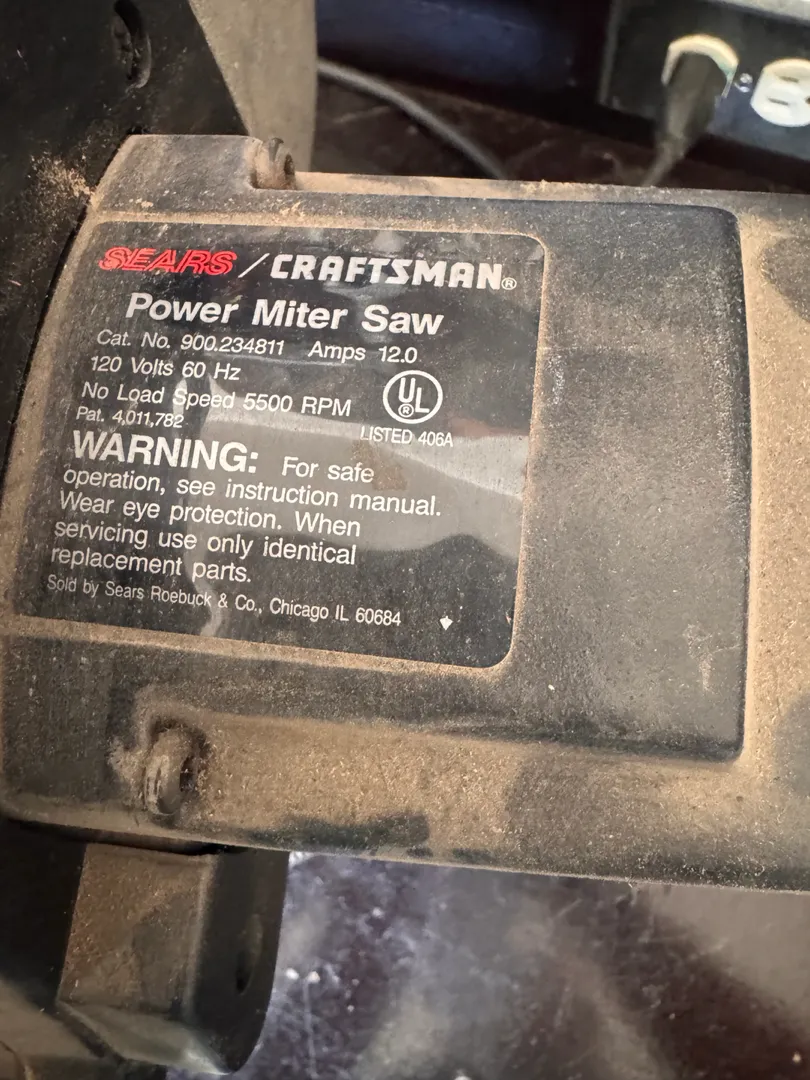 SEARS / CRAFTSMAN®
Power Miter Saw
Cat. No. 900.234811 Amps 12.0
120 Volts 60 Hz
No Load Speed 5500 RPM
Pat. 4,011,782
UL ®
LISTED 406A
WARNING: For safe
operation, see instruction manual.
Wear eye protection. When
servicing use only identical
replacement parts.
Sold by Sears Roebuck & Co., Chicago IL 60684